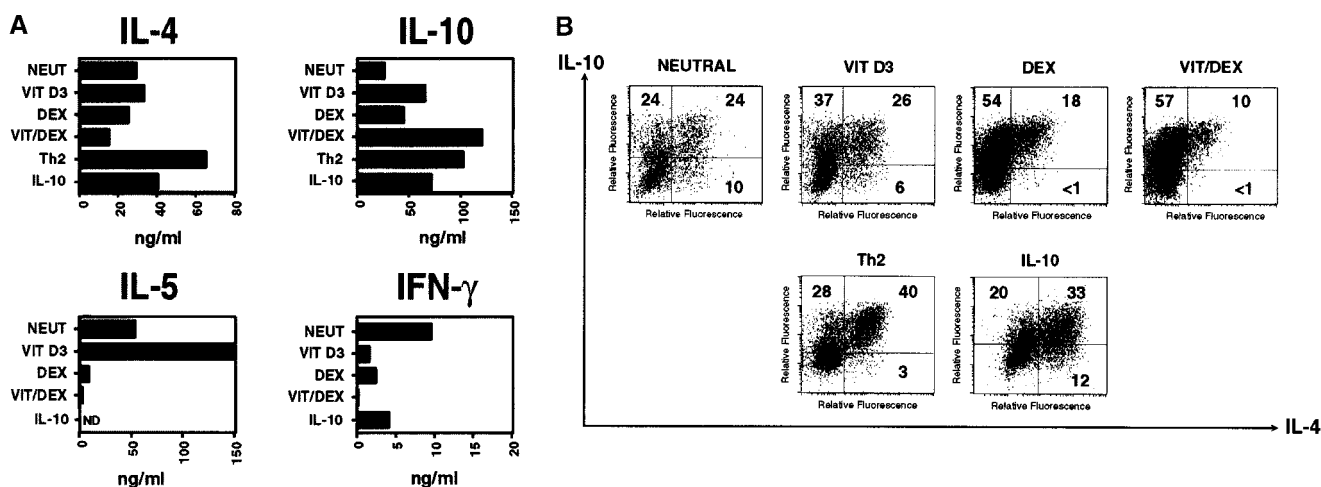 A
IL-4
NEUT
VIT D3
DEX
VIT/DEX
Th2
IL-10
0 20 40 60 80
ng/ml
IL-10
NEUT
VIT D3
DEX
VIT/DEX
Th2
IL-10
0 50 100 150
ng/ml
IL-5
NEUT
VIT D3
DEX
VIT/DEX
IL-10
ND
0 50 100 150
ng/ml
IFN-γ
NEUT
VIT D3
DEX
VIT/DEX
IL-10
0 5 10 15 20
ng/ml
B
IL-10
NEUTRAL
Relative Fluorescence
24 24
10
Relative Fluorescence
VIT D3
Relative Fluorescence
37 26
6
Relative Fluorescence
DEX
Relative Fluorescence
54 18
<1
Relative Fluorescence
VIT/DEX
Relative Fluorescence
57 10
<1
Relative Fluorescence
Th2
Relative Fluorescence
28 40
3
Relative Fluorescence
IL-10
Relative Fluorescence
20 33
12
Relative Fluorescence
IL-4